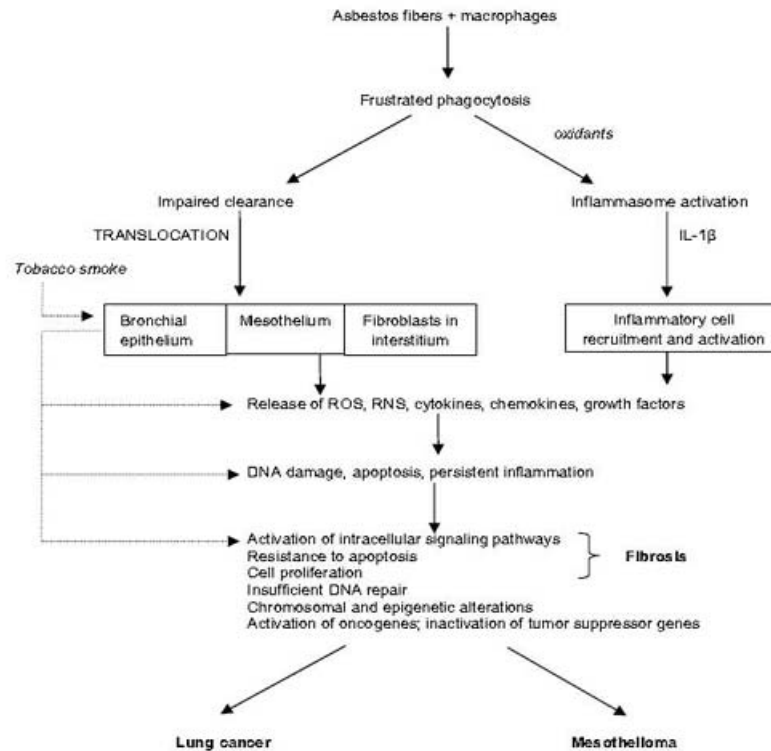 Asbestos fibers + macrophages
Frustrated phagocytosis
oxidants
Impaired clearance
Inflammasome activation
TRANSLOCATION
IL-1β
Tobacco smoke
Bronchial
epithelium
Mesothelium
Fibroblasts in
interstitium
Inflammatory cell
recruitment and activation
Release of ROS, RNS, cytokines, chemokines, growth factors
DNA damage, apoptosis, persistent inflammation
Activation of intracellular signaling pathways
Resistance to apoptosis
Cell proliferation
Fibrosis
Insufficient DNA repair
Chromosomal and epigenetic alterations
Activation of oncogenes; inactivation of tumor suppressor genes
Lung cancer
Mesothelloma